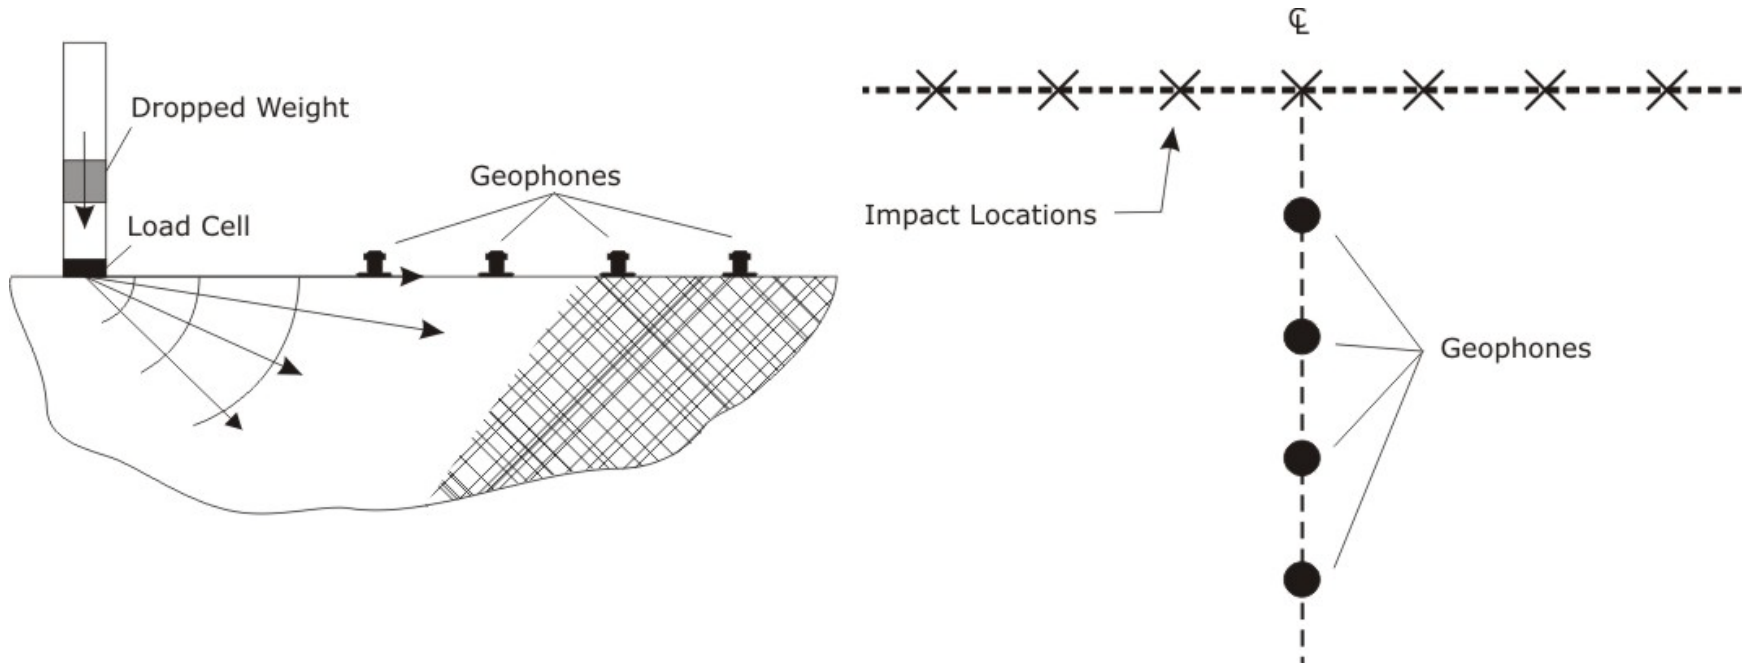 Dropped Weight
Load Cell
Geophones
℄
Impact Locations
Geophones